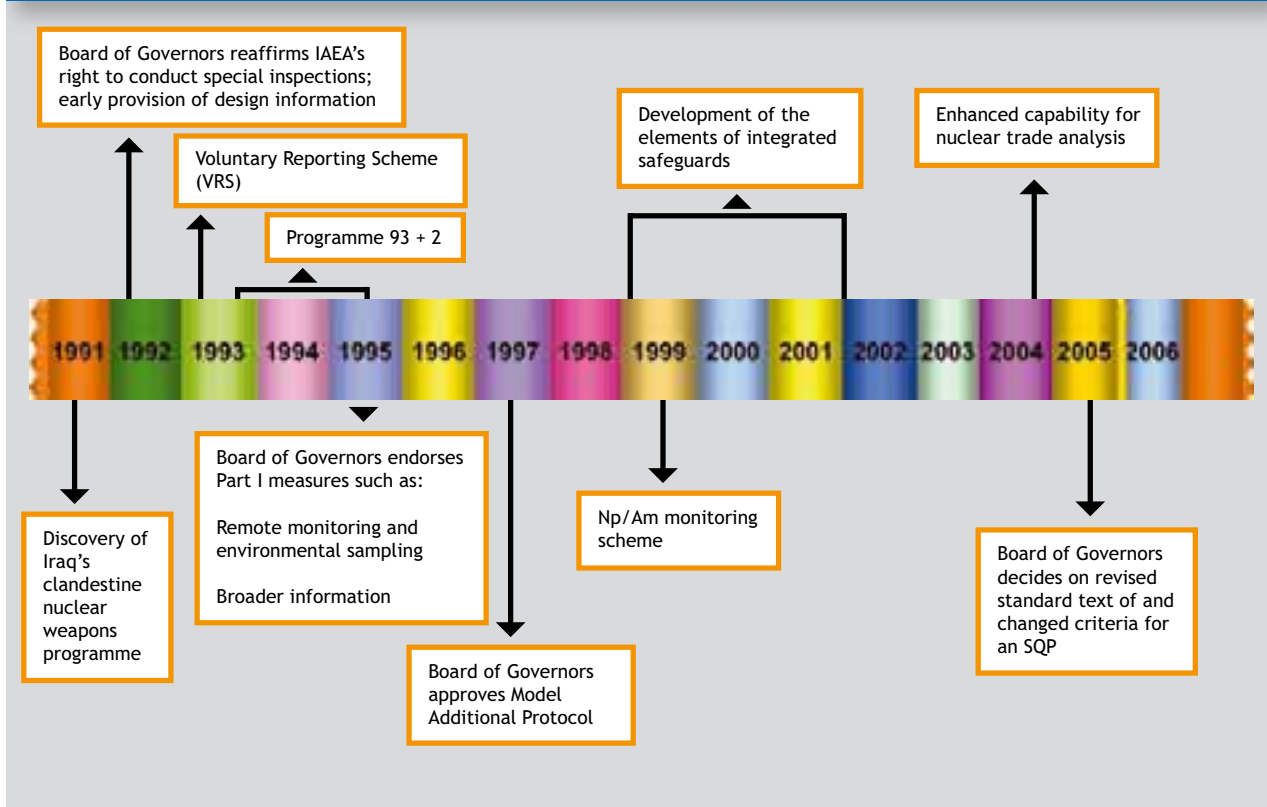 Board of Governors reaffirms IAEA's
right to conduct special inspections;
early provision of design information
Voluntary Reporting Scheme
(VRS)
Programme 93 + 2
Development of the
elements of integrated
safeguards
Enhanced capability for
nuclear trade analysis
1991 1992 1993 1994 1995 1996 1997 1998 1999 2000 2001 2002 2003 2004 2005 2006
Discovery of
Iraq's
clandestine
nuclear
weapons
programme
Board of Governors endorses
Part I measures such as:
Remote monitoring and
environmental sampling
Broader information
Board of Governors
approves Model
Additional Protocol
Np/Am monitoring
scheme
Board of Governors
decides on revised
standard text of and
changed criteria for
an SQP